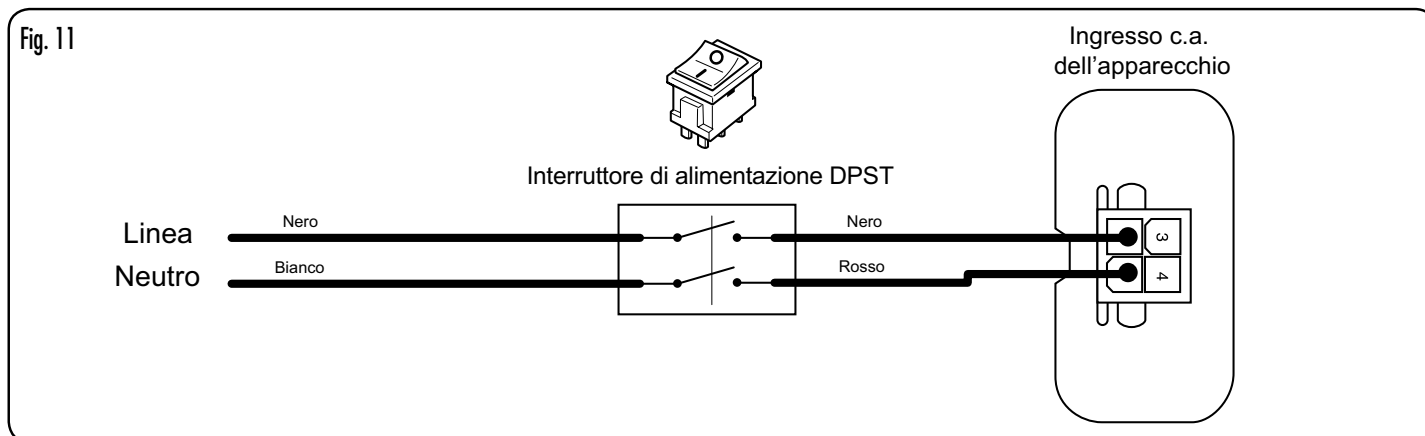 Fig. 11
Ingresso c.a.
dell'apparecchio
Interruttore di alimentazione DPST
Linea
Nero
Nero
3
Neutro
Bianco
Rosso
4